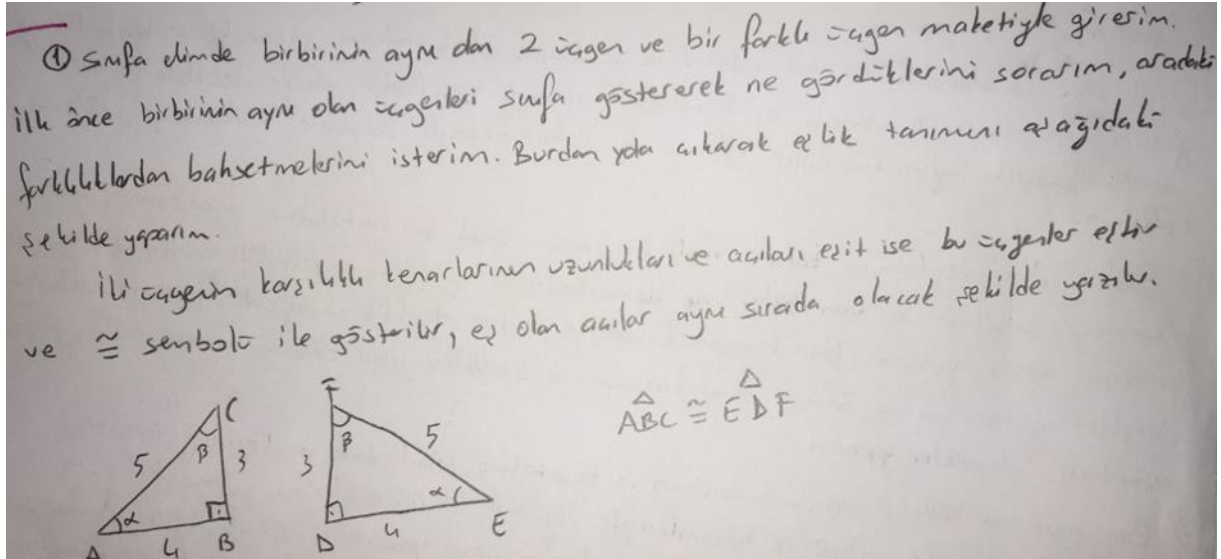 ① Sınıfa elimde birbirinin aynı olan 2 üçgen ve bir farklı üçgen maketiyle girerim.
ilk önce birbirinin aynı olan üçgenleri sınıfa göstererek ne gördüklerini sorarım, aradaki
farklılıklardan bahsetmelerini isterim. Burdan yola çıkarak eşlik tanımını aşağıdaki
şekilde yaparım.
İki üçgenin karşılıklı kenarlarının uzunlukları ve açıları eşit ise bu üçgenler eştir
ve ≅ sembolü ile gösterilir, eş olan açılar aynı sırada olacak şekilde yazılır.
△ △
ABC ≅ EDF
C F
5 β 3 3 β 5
α α
A 4 B D 4 E